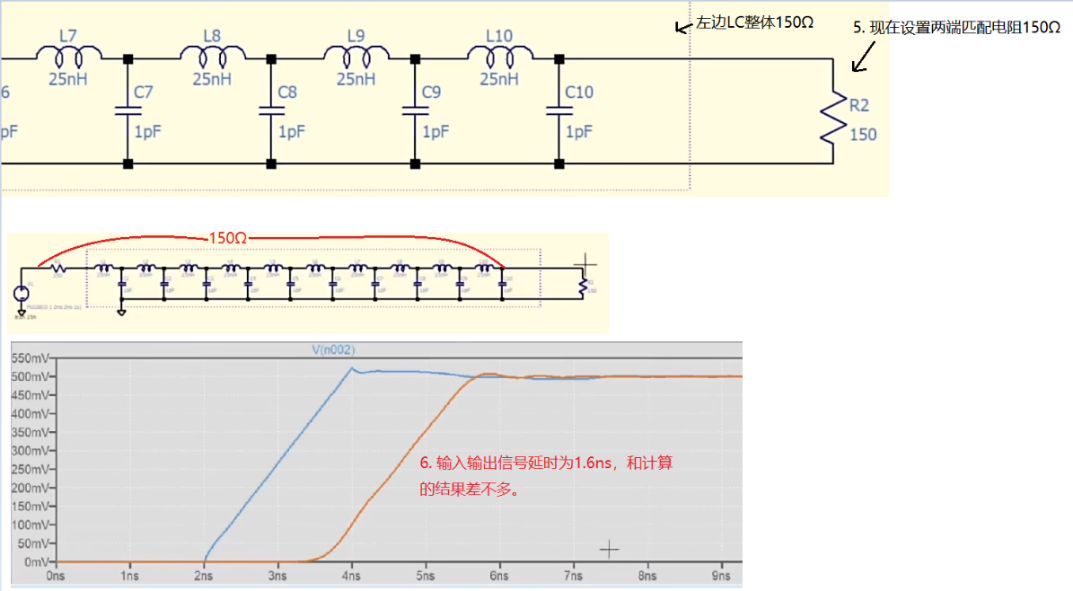 左边LC整体150Ω
5. 现在设置两端匹配电阻150Ω
L7
L8
L9
L10
25nH
25nH
25nH
25nH
6
C7
C8
C9
C10
R2
pF
1pF
1pF
1pF
1pF
150
150Ω
V(n002)
550mV
500mV
450mV
400mV
350mV
300mV
250mV
200mV
150mV
100mV
50mV
0mV
6. 输入输出信号延时为1.6ns，和计算
的结果差不多。
0ns
1ns
2ns
3ns
4ns
5ns
6ns
7ns
8ns
9ns